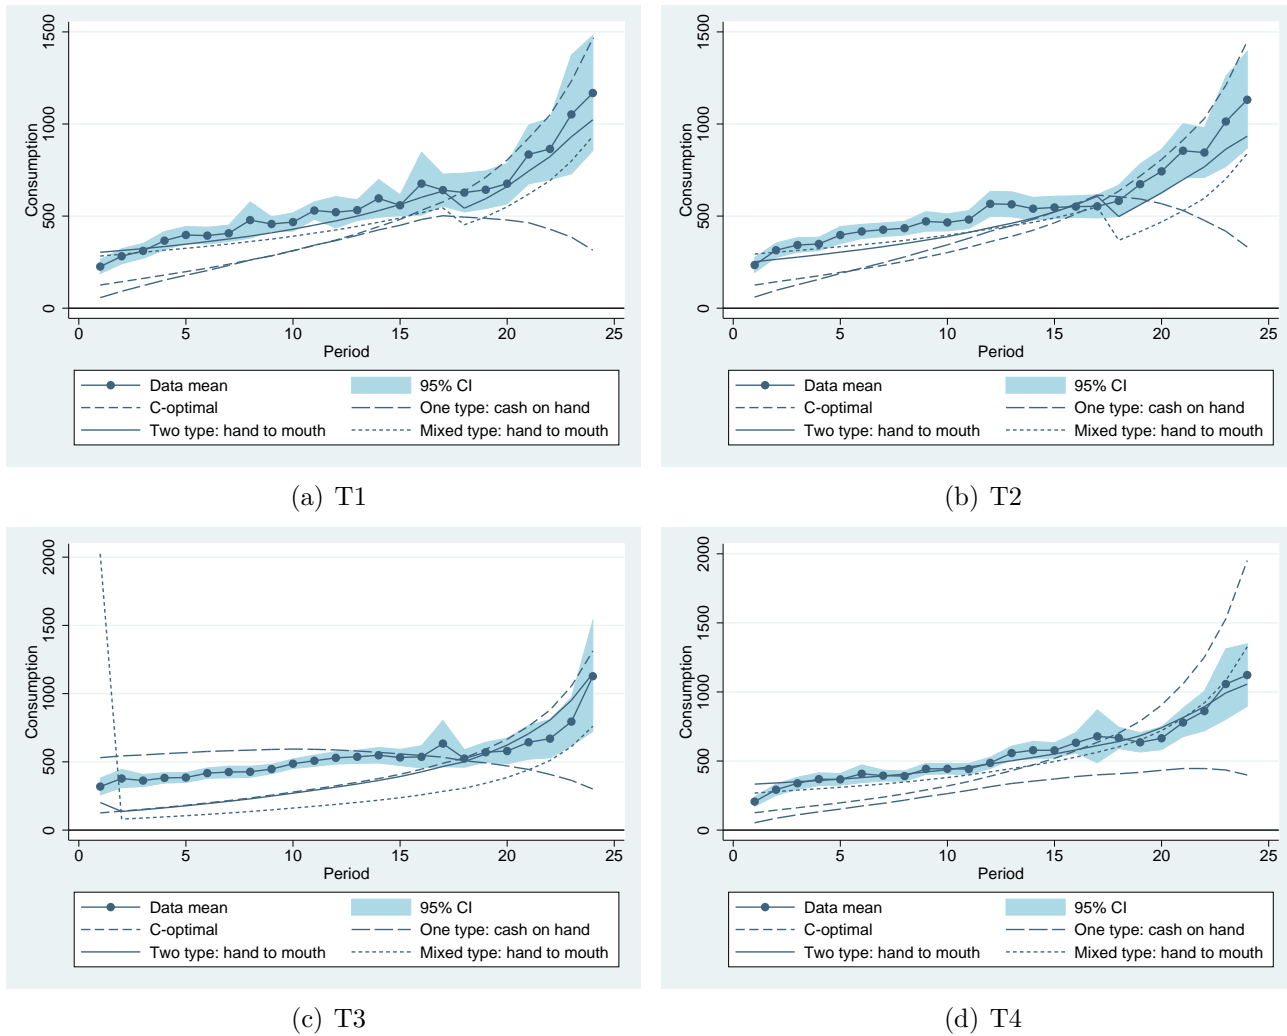 1500
1000
500
0
Consumption
0 5 10 15 20 25
Period
Data mean 95% CI
C-optimal One type: cash on hand
Two type: hand to mouth Mixed type: hand to mouth
(a) T1
1500
1000
500
0
Consumption
0 5 10 15 20 25
Period
Data mean 95% CI
C-optimal One type: cash on hand
Two type: hand to mouth Mixed type: hand to mouth
(b) T2
2000
1500
1000
500
0
Consumption
0 5 10 15 20 25
Period
Data mean 95% CI
C-optimal One type: cash on hand
Two type: hand to mouth Mixed type: hand to mouth
(c) T3
2000
1500
1000
500
0
Consumption
0 5 10 15 20 25
Period
Data mean 95% CI
C-optimal One type: cash on hand
Two type: hand to mouth Mixed type: hand to mouth
(d) T4